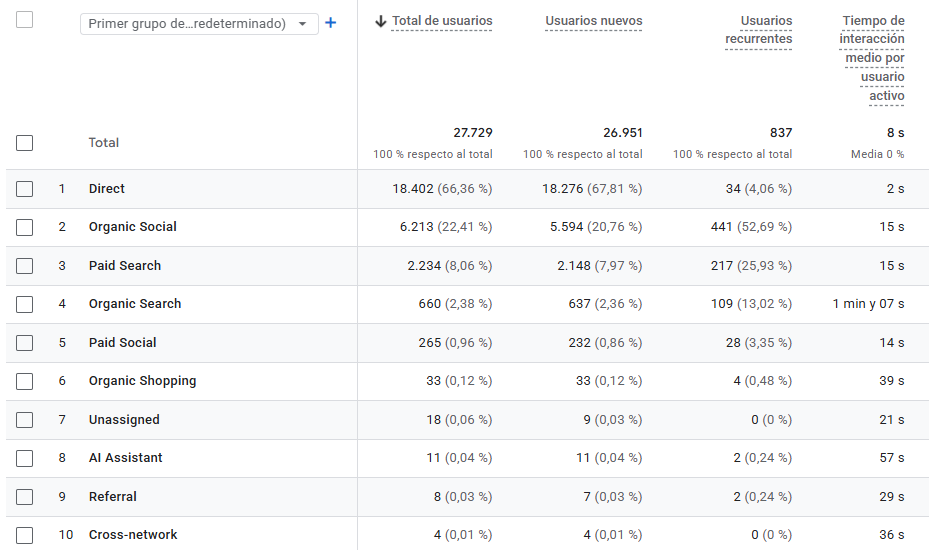 Primer grupo de...redeterminado) +
Total de usuarios Usuarios nuevos Usuarios recurrentes Tiempo de interacción medio por usuario activo
Total 27.729 26.951 837 8 s
100 % respecto al total 100 % respecto al total 100 % respecto al total Media 0 %
1 Direct 18.402 (66,36 %) 18.276 (67,81 %) 34 (4,06 %) 2 s
2 Organic Social 6.213 (22,41 %) 5.594 (20,76 %) 441 (52,69 %) 15 s
3 Paid Search 2.234 (8,06 %) 2.148 (7,97 %) 217 (25,93 %) 15 s
4 Organic Search 660 (2,38 %) 637 (2,36 %) 109 (13,02 %) 1 min y 07 s
5 Paid Social 265 (0,96 %) 232 (0,86 %) 28 (3,35 %) 14 s
6 Organic Shopping 33 (0,12 %) 33 (0,12 %) 4 (0,48 %) 39 s
7 Unassigned 18 (0,06 %) 9 (0,03 %) 0 (0 %) 21 s
8 AI Assistant 11 (0,04 %) 11 (0,04 %) 2 (0,24 %) 57 s
9 Referral 8 (0,03 %) 7 (0,03 %) 2 (0,24 %) 29 s
10 Cross-network 4 (0,01 %) 4 (0,01 %) 0 (0 %) 36 s